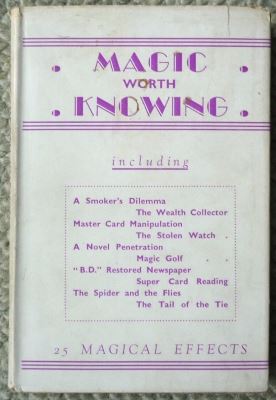 MAGIC
WORTH
KNOWING
including
A Smoker's Dilemma
The Wealth Collector
Master Card Manipulation
The Stolen Watch
A Novel Penetration
Magic Golf
"B.D." Restored Newspaper
Super Card Reading
The Spider and the Flies
The Tail of the Tie
25 MAGICAL EFFECTS